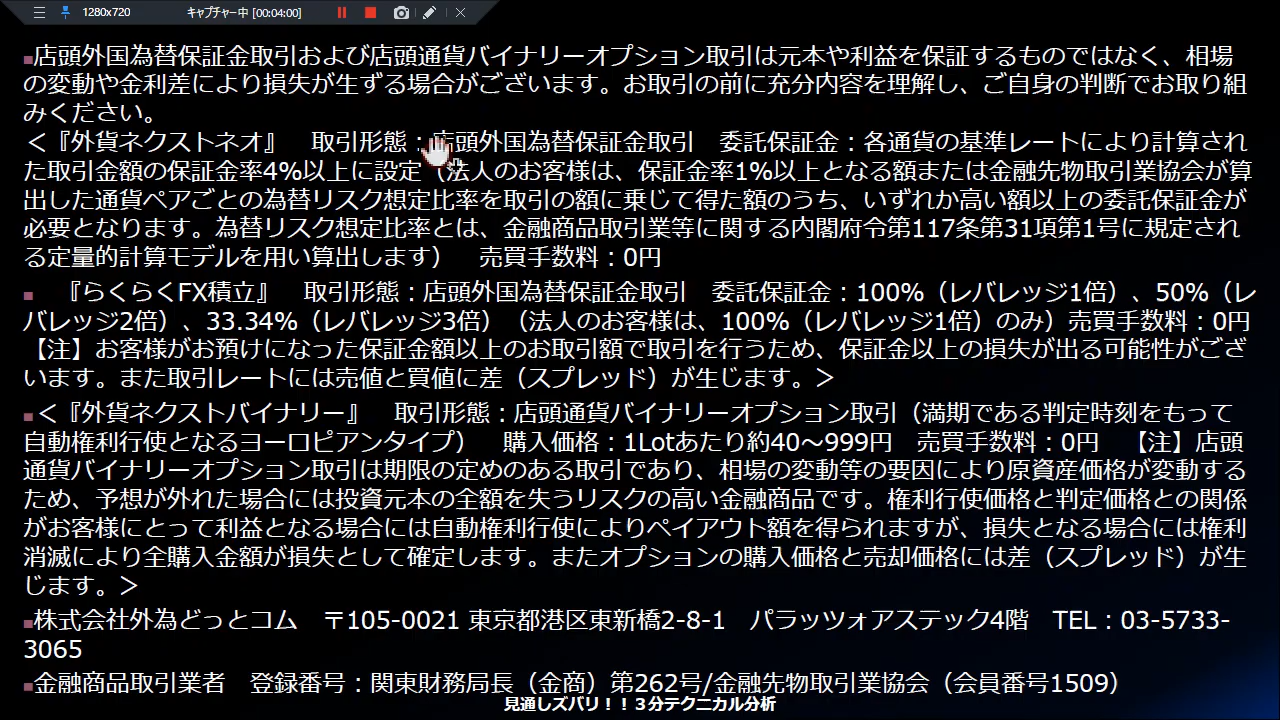 1280x720 キャプチャー中 [00:04:00]
■店頭外国為替保証金取引および店頭通貨バイナリーオプション取引は元本や利益を保証するものではなく、相場
の変動や金利差により損失が生ずる場合がございます。お取引の前に充分内容を理解し、ご自身の判断でお取り組
みください。
＜『外貨ネクストネオ』　取引形態：店頭外国為替保証金取引　委託保証金：各通貨の基準レートにより計算され
た取引金額の保証金率4%以上に設定（法人のお客様は、保証金率1%以上となる額または金融先物取引業協会が算
出した通貨ペアごとの為替リスク想定比率を取引の額に乗じて得た額のうち、いずれか高い額以上の委託保証金が
必要となります。為替リスク想定比率とは、金融商品取引業等に関する内閣府令第117条第31項第1号に規定され
る定量的計算モデルを用い算出します）　売買手数料：0円
■　『らくらくFX積立』　取引形態：店頭外国為替保証金取引　委託保証金：100%（レバレッジ1倍）、50%（レ
バレッジ2倍）、33.34%（レバレッジ3倍）（法人のお客様は、100%（レバレッジ1倍）のみ）売買手数料：0円
【注】お客様がお預けになった保証金額以上のお取引額で取引を行うため、保証金以上の損失が出る可能性がござ
います。また取引レートには売値と買値に差（スプレッド）が生じます。＞
■＜『外貨ネクストバイナリー』　取引形態：店頭通貨バイナリーオプション取引（満期である判定時刻をもって
自動権利行使となるヨーロピアンタイプ）　購入価格：1Lotあたり約40～999円　売買手数料：0円　【注】店頭
通貨バイナリーオプション取引は期限の定めのある取引であり、相場の変動等の要因により原資産価格が変動する
ため、予想が外れた場合には投資元本の全額を失うリスクの高い金融商品です。権利行使価格と判定価格との関係
がお客様にとって利益となる場合には自動権利行使によりペイアウト額を得られますが、損失となる場合には権利
消滅により全購入金額が損失として確定します。またオプションの購入価格と売却価格には差（スプレッド）が生
じます。＞
■株式会社外為どっとコム　〒105-0021 東京都港区東新橋2-8-1　パラッツォアステック4階　TEL：03-5733-
3065
■金融商品取引業者　登録番号：関東財務局長（金商）第262号/金融先物取引業協会（会員番号1509）
見通しズバリ！！３分テクニカル分析